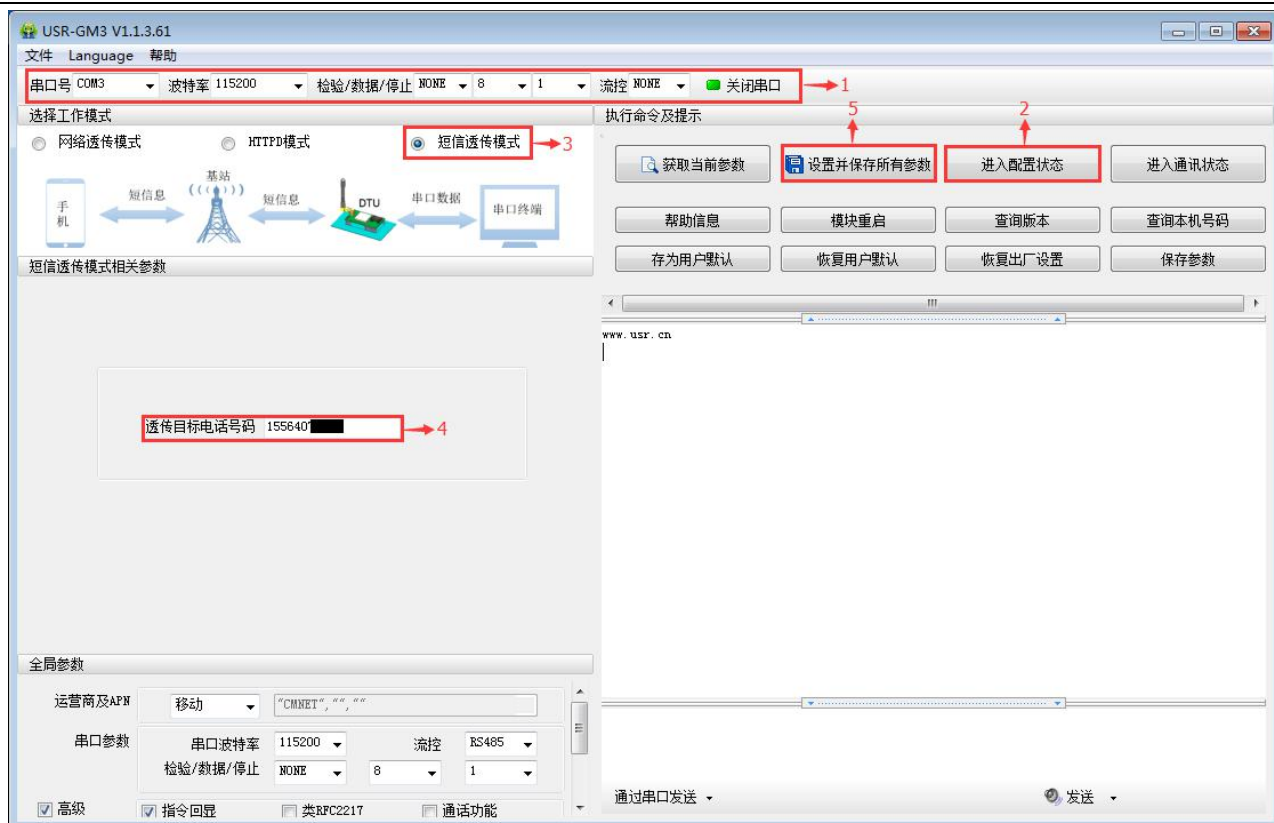 USR-GM3 V1.1.3.61
文件 Language 帮助
串口号 COM3 波特率 115200 检验/数据/停止 NONE 8 1 流控 NONE 关闭串口 1
选择工作模式
网络透传模式 HTTPD模式 短信透传模式 3
手机 短信息 基站 短信息 DTU 串口数据 串口终端
短信透传模式相关参数
透传目标电话号码 155640 4
全局参数
运营商及APN 移动 "CMNET","",""
串口参数 串口波特率 115200 流控 RS485
检验/数据/停止 NONE 8 1
高级 指令回显 类RFC2217 通话功能
执行命令及提示 5 2
获取当前参数 设置并保存所有参数 进入配置状态 进入通讯状态
帮助信息 模块重启 查询版本 查询本机号码
存为用户默认 恢复用户默认 恢复出厂设置 保存参数
www.usr.cn
通过串口发送 发送